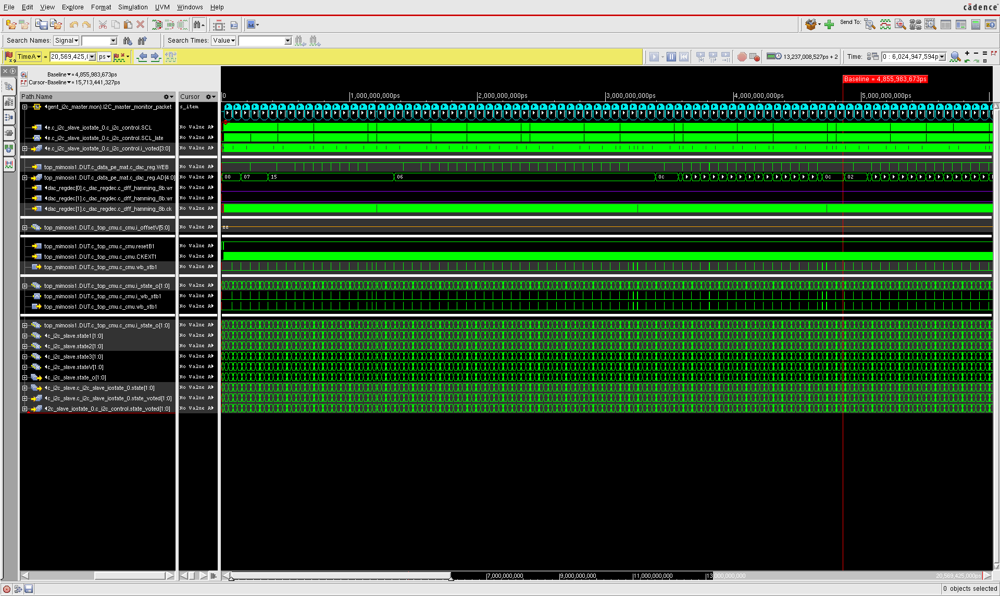 File Edit View Explore Format Simulation UVM Windows Help
cādence
Send To:
Search Names: Signal Search Times: Value
TimeA = 20,569,425,( ps 13,237,008,527ps + 2 Time: 0 : 6,024,947,594p
Baseline = 4,855,983,673ps
Cursor-Baseline = 15,713,441,327ps
Baseline = 4,855,983,673ps
Path.Name Cursor 0 1,000,000,000ps 2,000,000,000ps 3,000,000,000ps 4,000,000,000ps 5,000,000,000ps
gent_i2c_master.mon}.I2C_master_monitor_packet s_item
e.c_i2c_slave_iostate_0.c_i2c_control.SCL No Value A
e.c_i2c_slave_iostate_0.c_i2c_control.SCL_late No Value A
e.c_i2c_slave_iostate_0.c_i2c_control.i_voted[3:0] No Value A
top_mimosis1.DUT.c_data_pe_mat.c_dac_reg.WEB No Value A
top_mimosis1.DUT.c_data_pe_mat.c_dac_reg.AD[4:0] No Value A 00 07 15 06 0c 0c 02
dac_regdec[0].c_dac_regdec.c_dff_hamming_8b.wr No Value A
dac_regdec[1].c_dac_regdec.c_dff_hamming_8b.wr No Value A
dac_regdec[1].c_dac_regdec.c_dff_hamming_8b.ck No Value A
top_mimosis1.DUT.c_top_cmu.c_cmu.i_offsetV[5:0] No Value A zz
top_mimosis1.DUT.c_top_cmu.c_cmu.resetB1 No Value A
top_mimosis1.DUT.c_top_cmu.c_cmu.CKEXT1 No Value A
top_mimosis1.DUT.c_top_cmu.c_cmu.wb_stb1 No Value A
top_mimosis1.DUT.c_top_cmu.c_cmu.i_state_o[1:0] No Value A
top_mimosis1.DUT.c_top_cmu.c_cmu.i_wb_stb1 No Value A
top_mimosis1.DUT.c_top_cmu.c_cmu.wb_stb1 No Value A
top_mimosis1.DUT.c_top_cmu.c_cmu.i_state_o[1:0] No Value A
c_i2c_slave.state1[1:0] No Value A
c_i2c_slave.state2[1:0] No Value A
c_i2c_slave.state3[1:0] No Value A
c_i2c_slave.stateV[1:0] No Value A
c_i2c_slave.state_o[1:0] No Value A
c_i2c_slave.c_i2c_slave_iostate_0.state[1:0] No Value A
c_i2c_slave.c_i2c_slave_iostate_0.state_voted[1:0] No Value A
2c_slave_iostate_0.c_i2c_control.state_voted[1:0] No Value A
7,000,000,000 9,000,000,000 11,000,000,000 13,000,000,000 20,569,425,000ps
0 objects selected